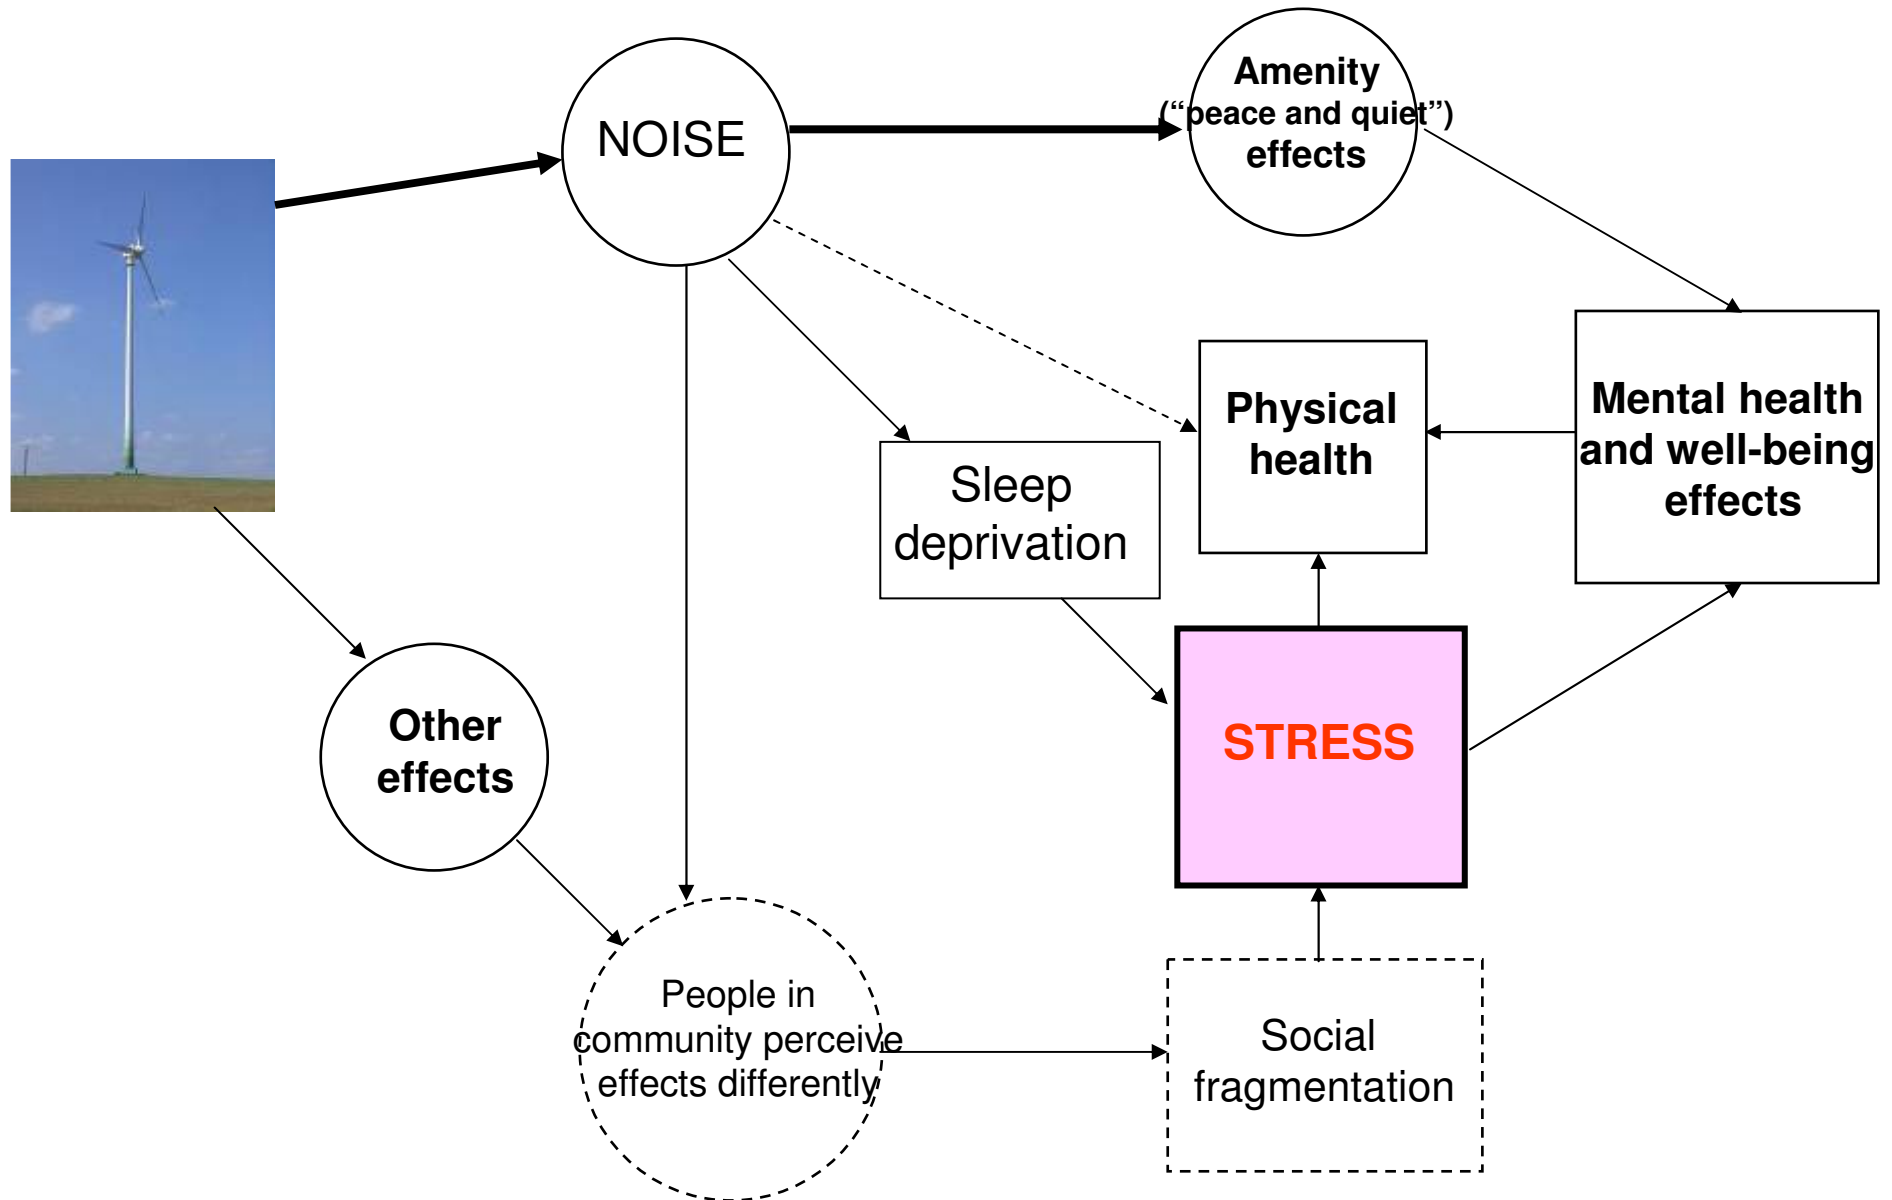 NOISE
Amenity
(“peace and quiet”)
effects
Physical
health
Mental health
and well-being
effects
Sleep
deprivation
Other
effects
STRESS
People in
community perceive
effects differently
Social
fragmentation